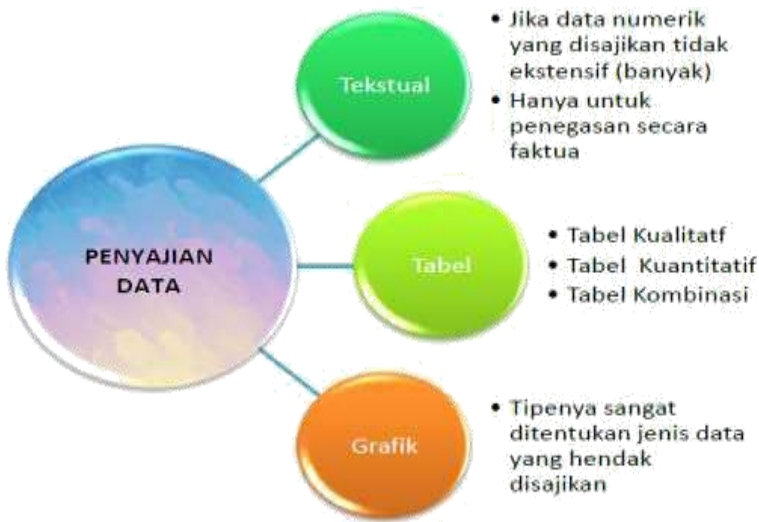 PENYAJIAN
DATA
Tekstual
• Jika data numerik
yang disajikan tidak
ekstensif (banyak)
• Hanya untuk
penegasan secara
faktua
Tabel
• Tabel Kualitatf
• Tabel Kuantitatif
• Tabel Kombinasi
Grafik
• Tipenya sangat
ditentukan jenis data
yang hendak
disajikan